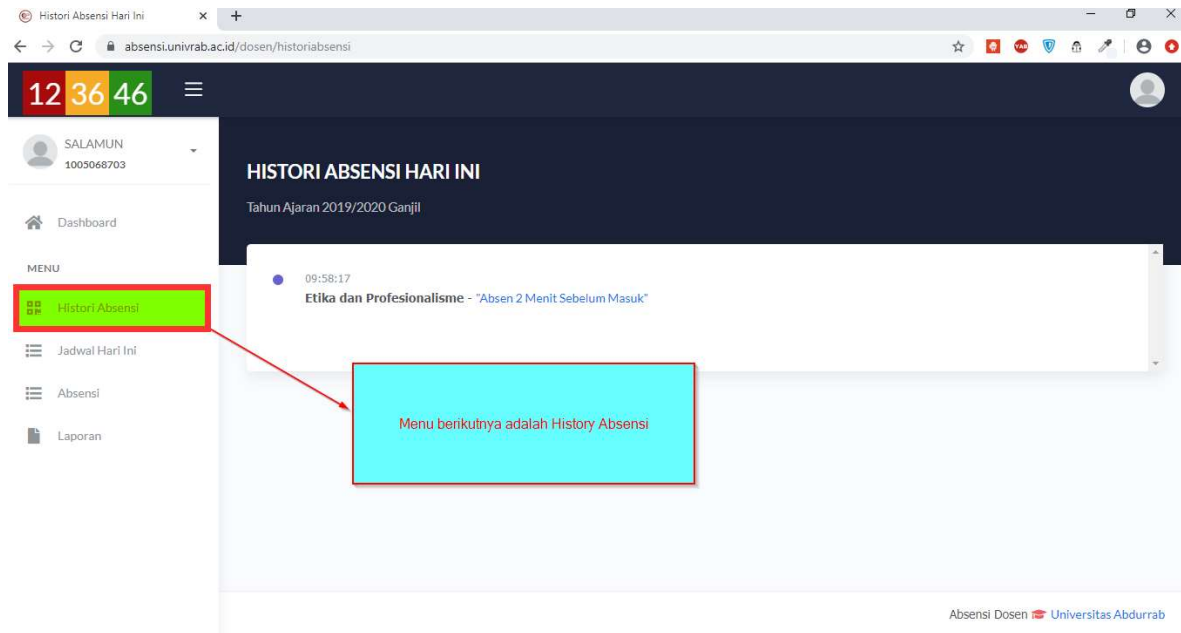 Histori Absensi Hari Ini
absensi.univrab.ac.id/dosen/historiabsensi
12 36 46
SALAMUN
1005068703
HISTORI ABSENSI HARI INI
Tahun Ajaran 2019/2020 Ganjil
Dashboard
MENU
Histori Absensi
Jadwal Hari Ini
Absensi
Laporan
09:58:17
Etika dan Profesionalisme - "Absen 2 Menit Sebelum Masuk"
Menu berikutnya adalah History Absensi
Absensi Dosen Universitas Abdurrab